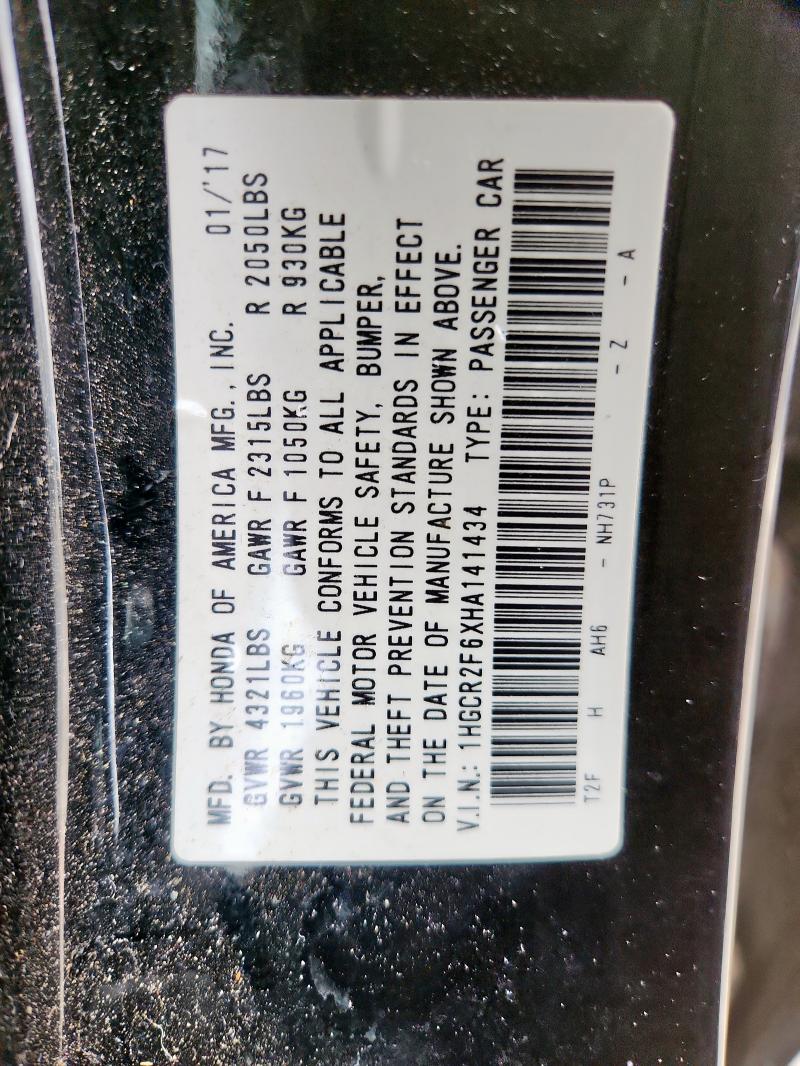 MFD. BY HONDA OF AMERICA MFG., INC. 01/'17
GVWR 4321LBS GAWR F 2315LBS R 2050LBS
GVWR 1960KG GAWR F 1050KG R 930KG
THIS VEHICLE CONFORMS TO ALL APPLICABLE
FEDERAL MOTOR VEHICLE SAFETY, BUMPER,
AND THEFT PREVENTION STANDARDS IN EFFECT
ON THE DATE OF MANUFACTURE SHOWN ABOVE.
V.I.N.: 1HGCR2F6XHA141434 TYPE: PASSENGER CAR
T2F H AH6 - NH731P - Z - A